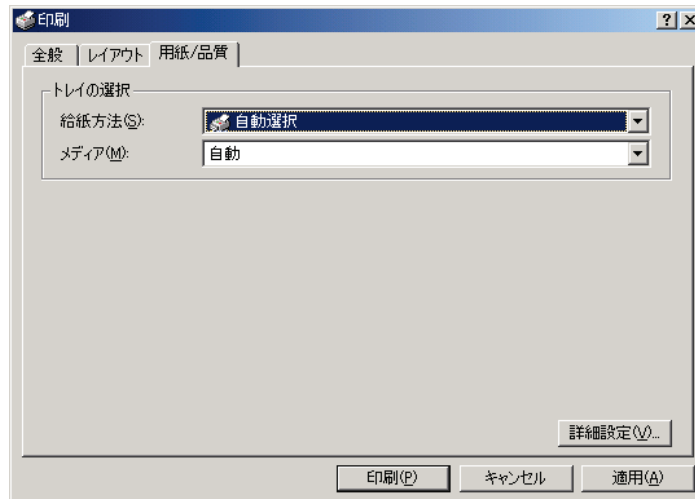 印刷
全般 レイアウト 用紙/品質
トレイの選択
給紙方法(S): 自動選択
メディア(M): 自動
詳細設定(V)...
印刷(P) キャンセル 適用(A)